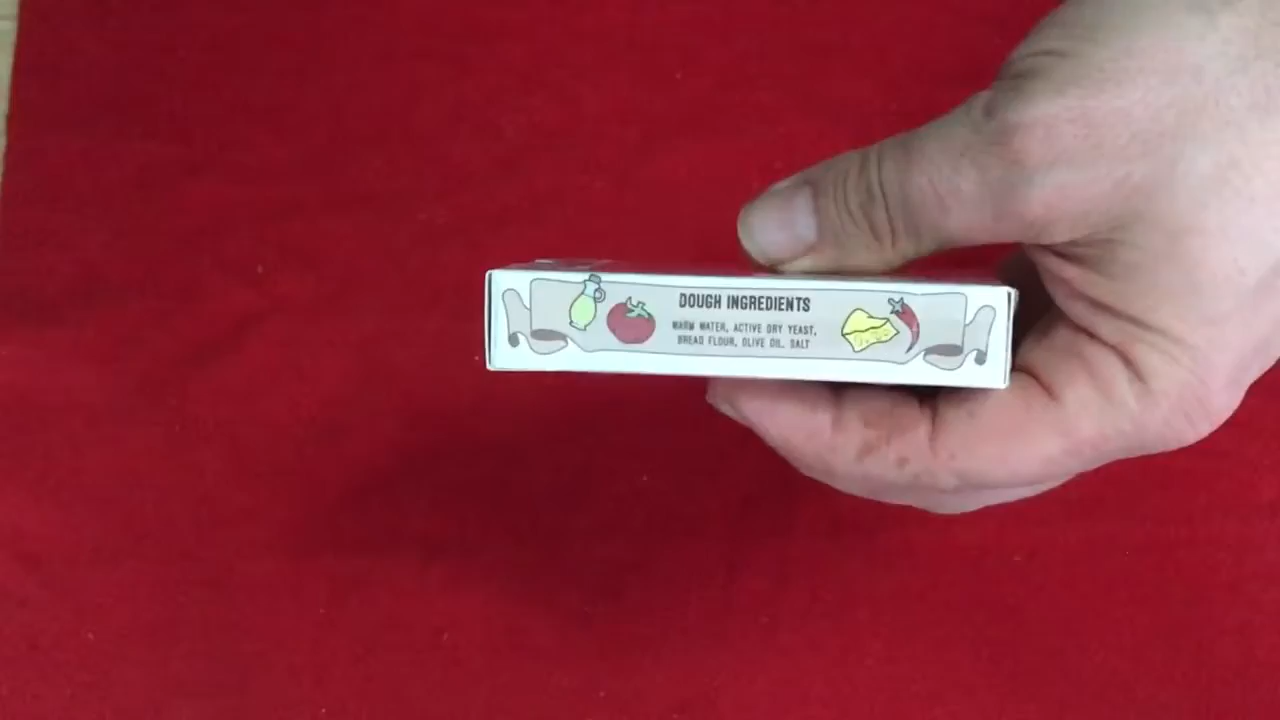 DOUGH INGREDIENTS
WARM WATER, ACTIVE DRY YEAST,
BREAD FLOUR, OLIVE OIL, SALT